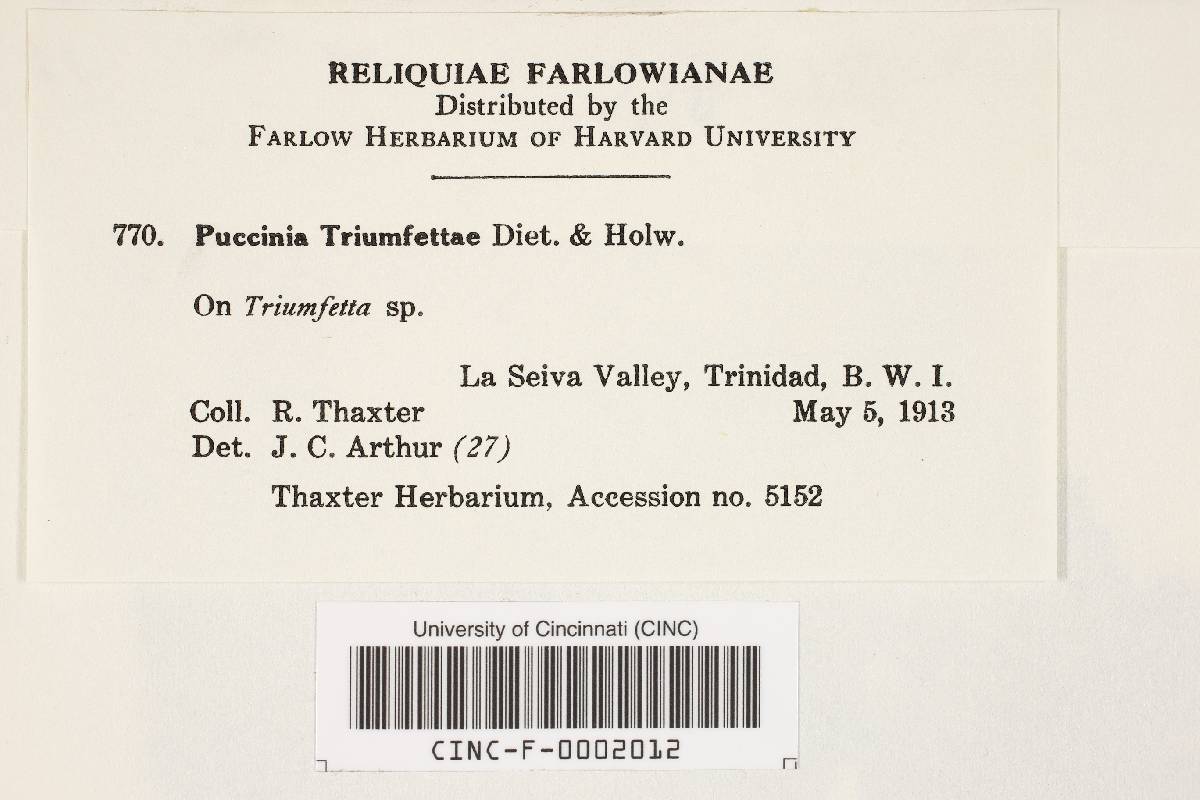 RELIQUIAE FARLOWIANAE
Distributed by the
FARLOW HERBARIUM OF HARVARD UNIVERSITY
770. Puccinia Triumfettae Diet. & Holw.
On Triumfetta sp.
La Seiva Valley, Trinidad, B. W. I.
Coll. R. Thaxter May 5, 1913
Det. J. C. Arthur (27)
Thaxter Herbarium, Accession no. 5152
University of Cincinnati (CINC)
CINC-F-0002012